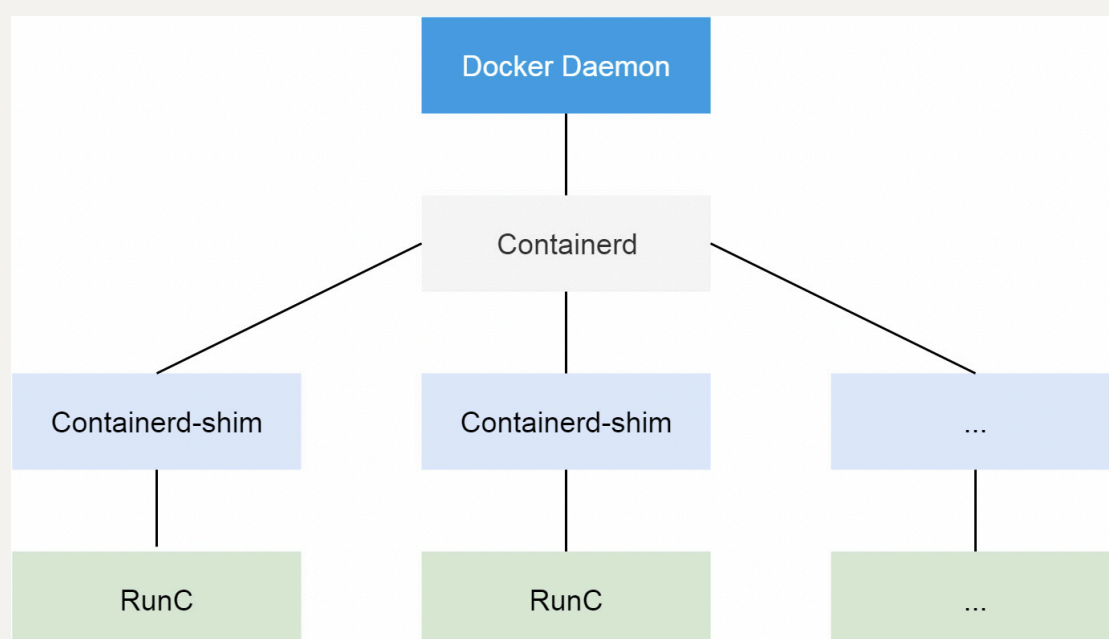 Docker Daemon
Containerd
Containerd-shim
Containerd-shim
...
RunC
RunC
...